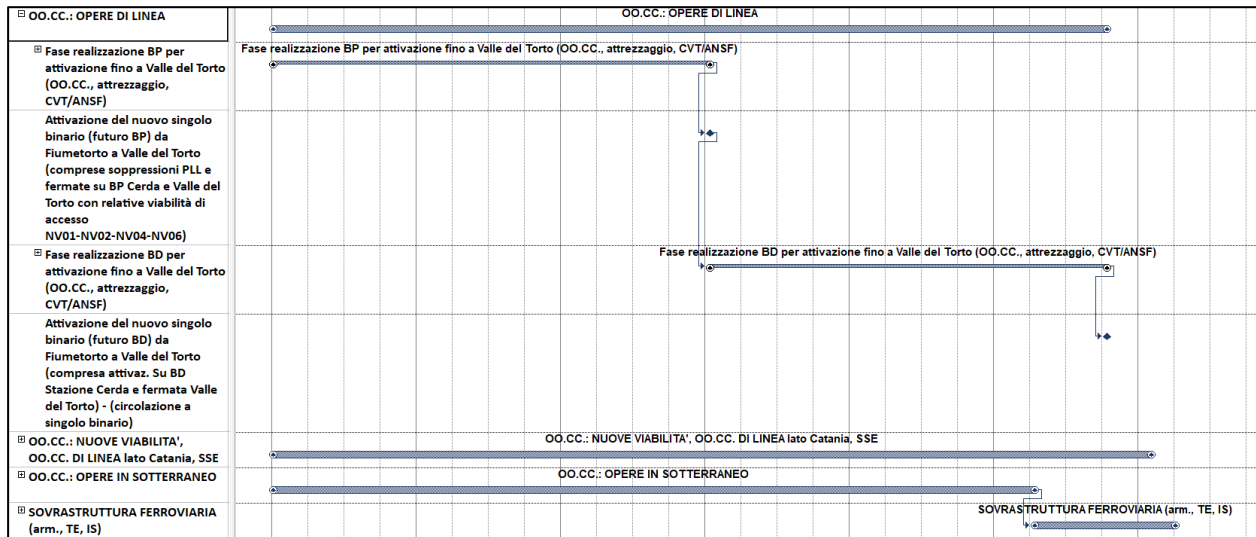 OO.CC.: OPERE DI LINEA
OO.CC.: OPERE DI LINEA
Fase realizzazione BP per
attivazione fino a Valle del Torto
(OO.CC., attrezzaggio,
CVT/ANSF)
Fase realizzazione BP per attivazione fino a Valle del Torto (OO.CC., attrezzaggio, CVT/ANSF)
Attivazione del nuovo singolo
binario (futuro BP) da
Fiumetorto a Valle del Torto
(comprese soppressioni PLL e
fermate su BP Cerda e Valle del
Torto con relative viabilità di
accesso
NV01-NV02-NV04-NV06)
Fase realizzazione BD per
attivazione fino a Valle del Torto
(OO.CC., attrezzaggio,
CVT/ANSF)
Fase realizzazione BD per attivazione fino a Valle del Torto (OO.CC., attrezzaggio, CVT/ANSF)
Attivazione del nuovo singolo
binario (futuro BD) da
Fiumetorto a Valle del Torto
(compresa attivaz. Su BD
Stazione Cerda e fermata Valle
del Torto) - (circolazione a
singolo binario)
OO.CC.: NUOVE VIABILITA',
OO.CC. DI LINEA lato Catania, SSE
OO.CC.: NUOVE VIABILITA', OO.CC. DI LINEA lato Catania, SSE
OO.CC.: OPERE IN SOTTERRANEO
OO.CC.: OPERE IN SOTTERRANEO
SOVRASTRUTTURA FERROVIARIA
(arm., TE, IS)
SOVRASTRUTTURA FERROVIARIA (arm., TE, IS)